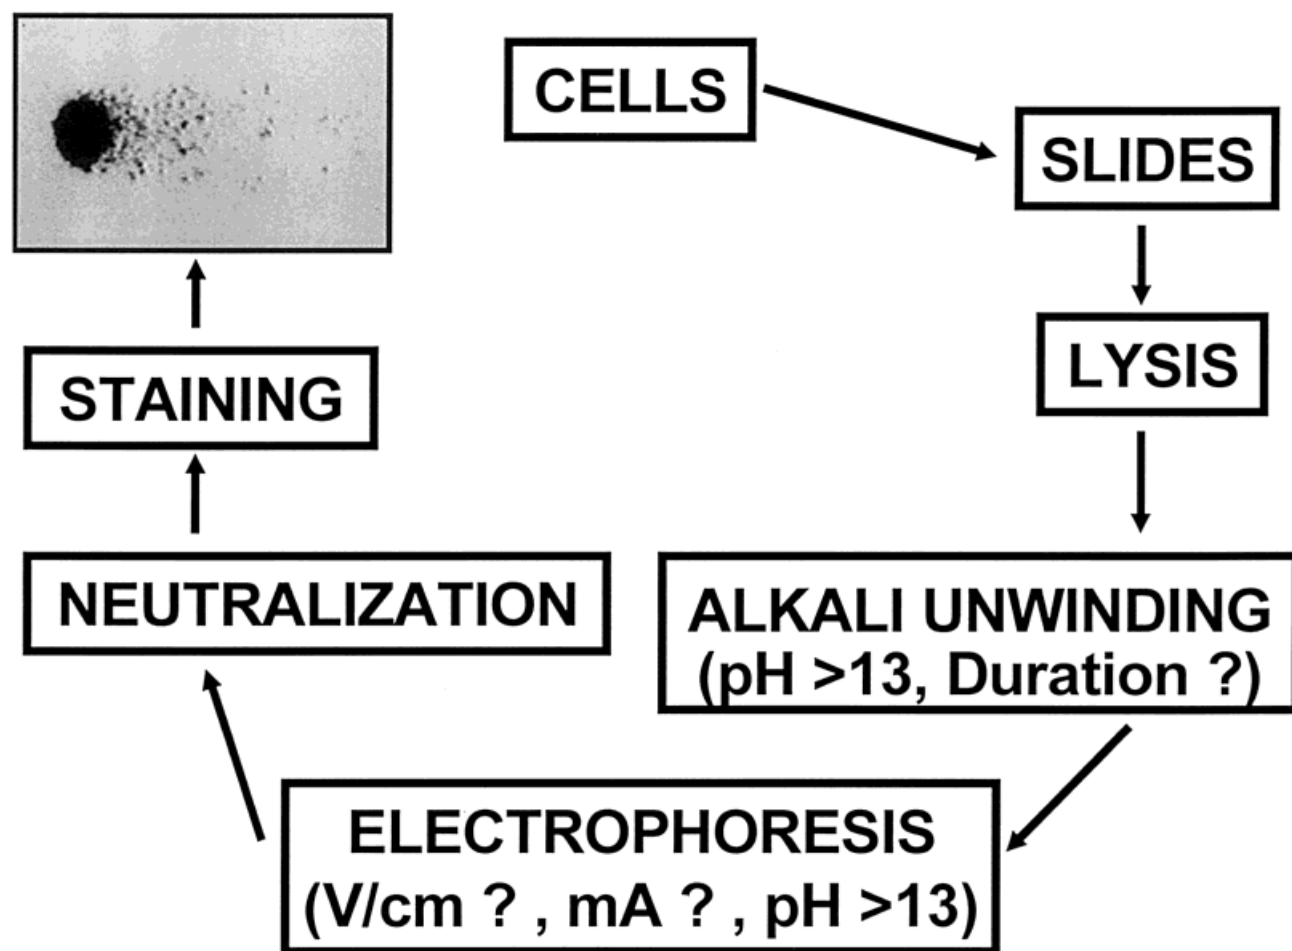 CELLS
SLIDES
LYSIS
ALKALI UNWINDING
(pH >13, Duration ?)
ELECTROPHORESIS
(V/cm ? , mA ? , pH >13)
NEUTRALIZATION
STAINING